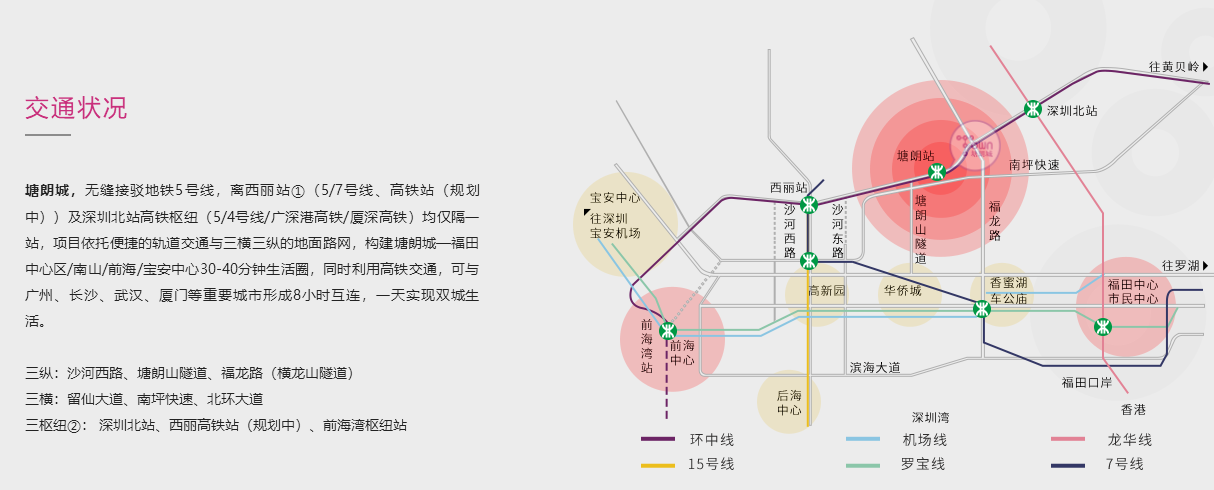 交通状况
塘朗城，无缝接驳地铁5号线，离西丽站①（5/7号线、高铁站（规划
中））及深圳北站高铁枢纽（5/4号线/广深港高铁/厦深高铁）均仅隔一
站，项目依托便捷的轨道交通与三横三纵的地面路网，构建塘朗城—福田
中心区/南山/前海/宝安中心30-40分钟生活圈，同时利用高铁交通，可与
广州、长沙、武汉、厦门等重要城市形成8小时互连，一天实现双城生
活。
三纵：沙河西路、塘朗山隧道、福龙路（横龙山隧道）
三横：留仙大道、南坪快速、北环大道
三枢纽②： 深圳北站、西丽高铁站（规划中）、前海湾枢纽站
往黄贝岭
深圳北站
塘朗站
南坪快速
西丽站
宝安中心
往深圳
宝安机场
沙河西路
沙河东路
塘朗山隧道
福龙路
往罗湖
高新园
华侨城
香蜜湖
车公庙
福田中心
市民中心
前海湾站
前海
中心
滨海大道
福田口岸
后海
中心
香港
深圳湾
环中线
机场线
龙华线
15号线
罗宝线
7号线